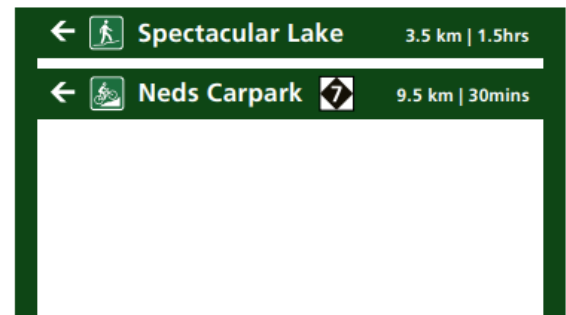 ← Spectacular Lake 3.5 km | 1.5hrs
← Neds Carpark 7 9.5 km | 30mins